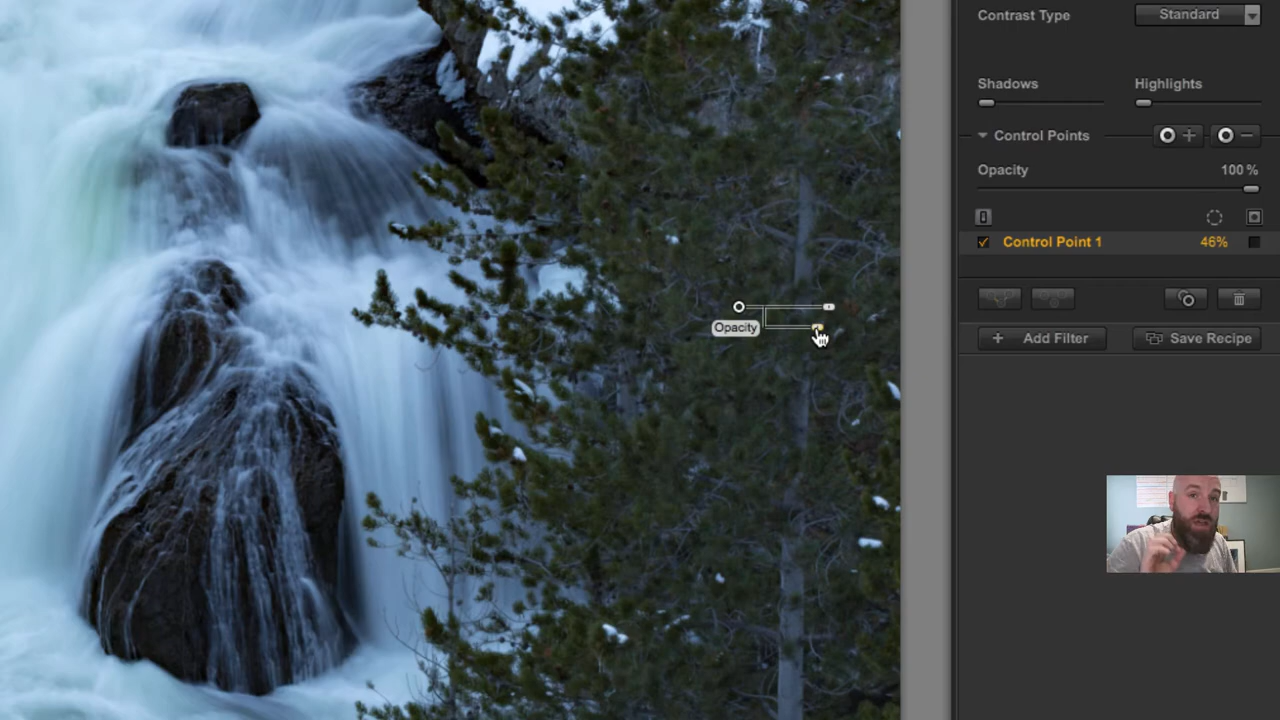 Contrast Type
Standard
Shadows
Highlights
Control Points
Opacity
100 %
Control Point 1
46%
Opacity
Add Filter
Save Recipe